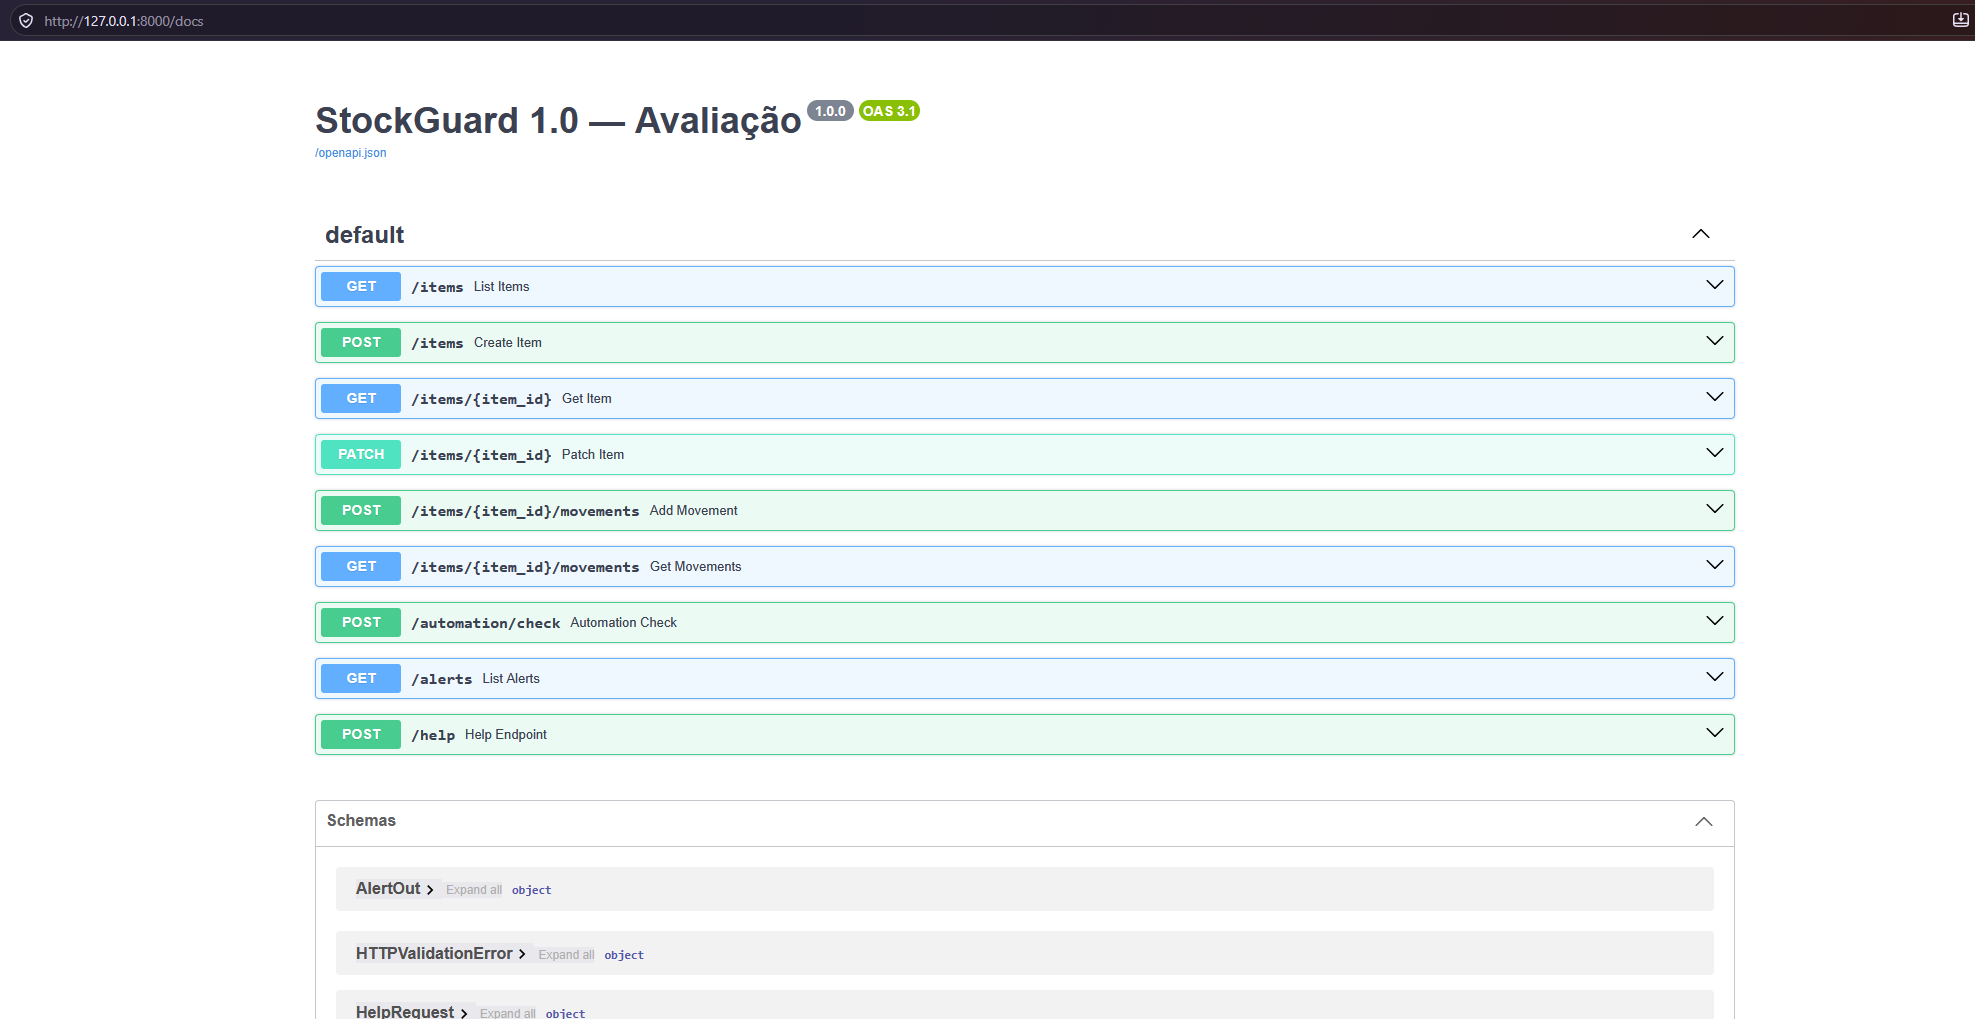 http://127.0.0.1:8000/docs
StockGuard 1.0 — Avaliação 1.0.0 OAS 3.1
/openapi.json
default
GET /items List Items
POST /items Create Item
GET /items/{item_id} Get Item
PATCH /items/{item_id} Patch Item
POST /items/{item_id}/movements Add Movement
GET /items/{item_id}/movements Get Movements
POST /automation/check Automation Check
GET /alerts List Alerts
POST /help Help Endpoint
Schemas
AlertOut Expand all object
HTTPValidationError Expand all object
HelpRequest Expand all object